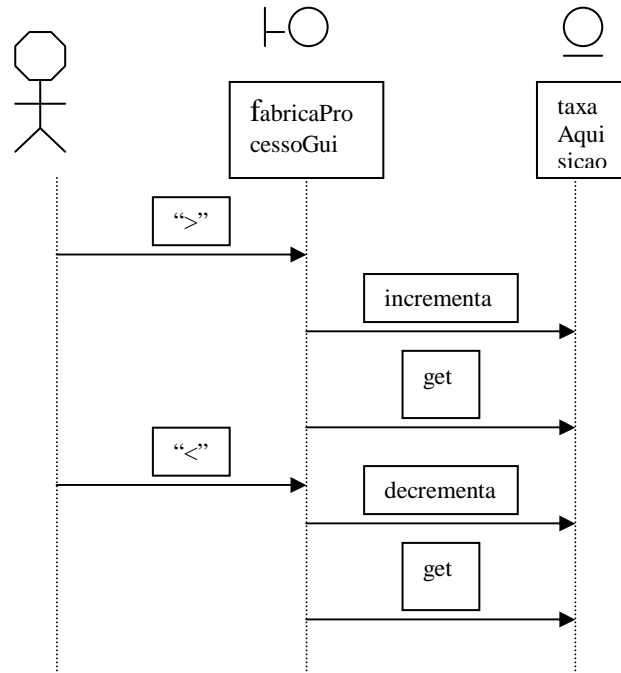 fabricaPro
cessoGui
taxa
Aqui
sicao
“>”
incrementa
get
“<”
decrementa
get